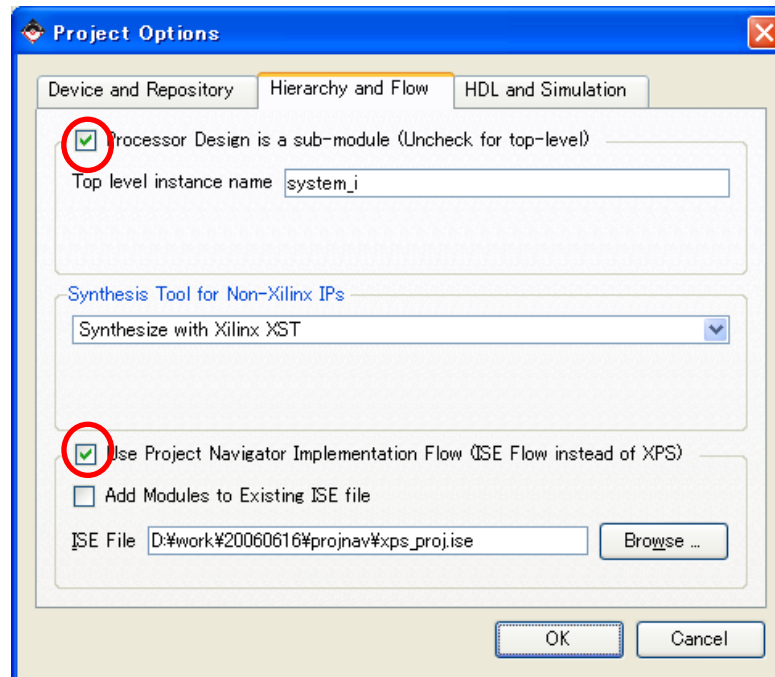 Project Options
Device and Repository Hierarchy and Flow HDL and Simulation
Processor Design is a sub-module (Uncheck for top-level)
Top level instance name system_i
Synthesis Tool for Non-Xilinx IPs
Synthesize with Xilinx XST
Use Project Navigator Implementation Flow (ISE Flow instead of XPS)
Add Modules to Existing ISE file
ISE File D:¥work¥20060616¥projnav¥xps_proj.ise Browse ...
OK Cancel